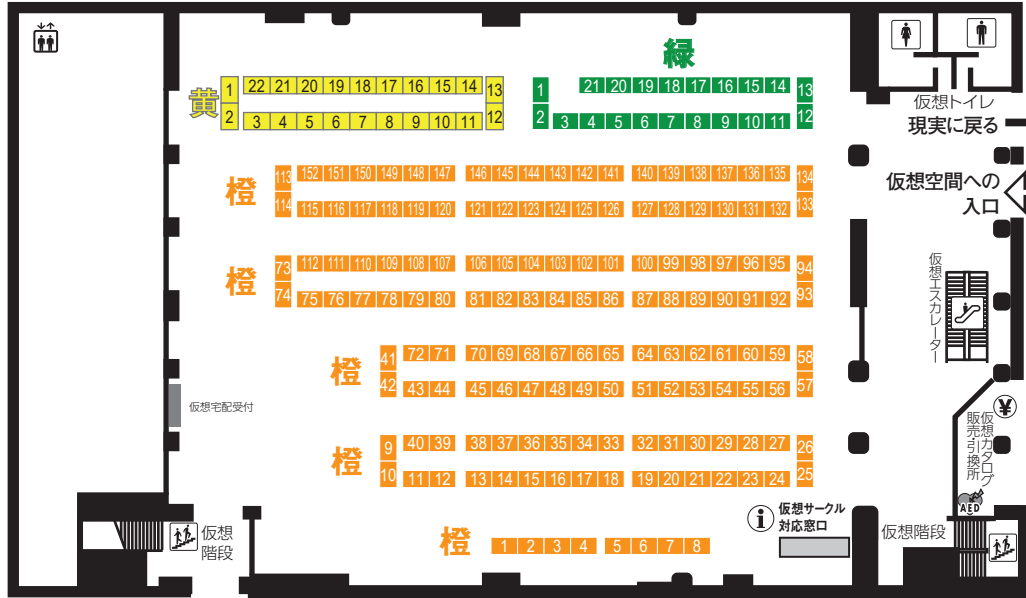 緑
黄
1 22 21 20 19 18 17 16 15 14 13
2 3 4 5 6 7 8 9 10 11 12
1 21 20 19 18 17 16 15 14 13
2 3 4 5 6 7 8 9 10 11 12
仮想トイレ
現実に戻る
仮想空間への
入口
橙
113 152 151 150 149 148 147 146 145 144 143 142 141 140 139 138 137 136 135 134
114 115 116 117 118 119 120 121 122 123 124 125 126 127 128 129 130 131 132 133
橙
73 112 111 110 109 108 107 106 105 104 103 102 101 100 99 98 97 96 95 94
74 75 76 77 78 79 80 81 82 83 84 85 86 87 88 89 90 91 92 93
仮想エスカレーター
橙
41 72 71 70 69 68 67 66 65 64 63 62 61 60 59 58
42 43 44 45 46 47 48 49 50 51 52 53 54 55 56 57
仮想宅配受付
¥
仮想カタログ
販売引換所
橙
9 40 39 38 37 36 35 34 33 32 31 30 29 28 27 26
10 11 12 13 14 15 16 17 18 19 20 21 22 23 24 25
AED
i
仮想サークル
対応窓口
仮想
階段
仮想階段
橙
1 2 3 4 5 6 7 8